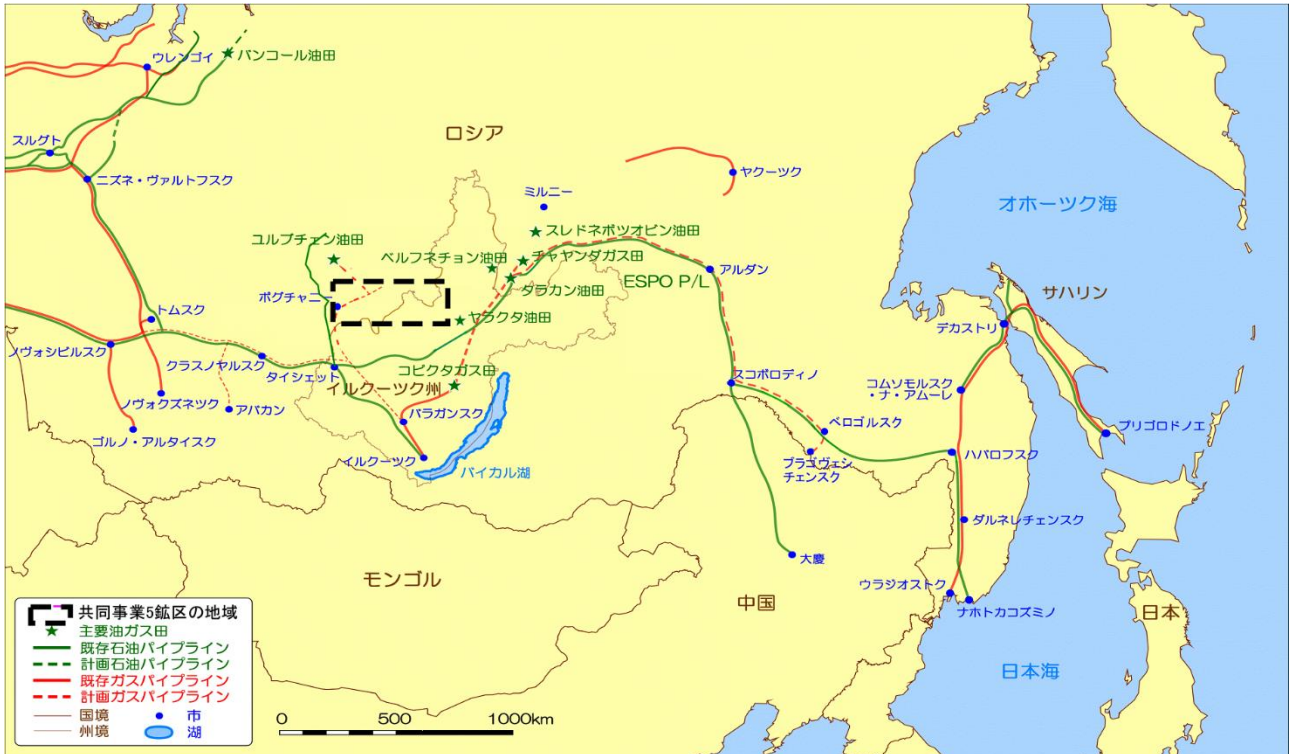 ウレンゴイ
バンコール油田
スルグト
ニズネ・ヴァルトフスク
ロシア
ヤクーツク
ミルニー
オホーツク海
スレドネボツオビン油田
ユルブチェン油田
ベルフネチョン油田
チャヤンダガス田
アルダン
タラカン油田
ESPO P/L
サハリン
ボグチャニー
トムスク
ヤラクタ油田
デカストリ
ノヴォシビルスク
クラスノヤルスク
タイシェット
コビクタガス田
イルクーツク州
スコボロディノ
コムソモルスク
・ナ・アムーレ
ノヴォクズネツク
アバカン
バラガンスク
ベロゴルスク
プリゴロドノエ
ゴルノ・アルタイスク
イルクーツク
バイカル湖
ブラゴヴェシ
チェンスク
ハバロフスク
ダルネレチェンスク
大慶
モンゴル
中国
ウラジオストク
ナホトカコズミノ
日本
日本海
共同事業5鉱区の地域
主要油ガス田
既存石油パイプライン
計画石油パイプライン
既存ガスパイプライン
計画ガスパイプライン
国境 市
州境 湖
0 500 1000km